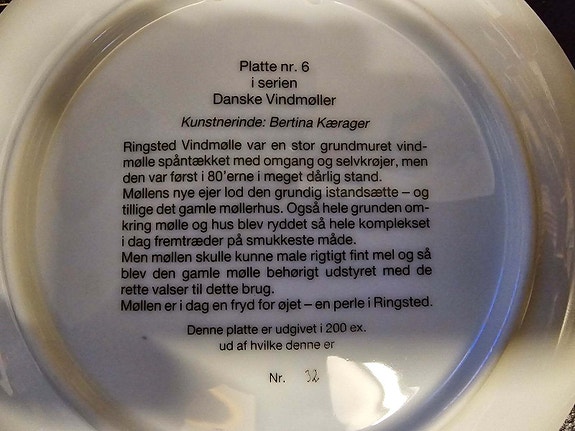 Platte nr. 6
i serien
Danske Vindmøller
Kunstnerinde: Bertina Kærager
Ringsted Vindmølle var en stor grundmuret vind-
mølle spåntækket med omgang og selvkrøjer, men
den var først i 80'erne i meget dårlig stand.
Møllens nye ejer lod den grundig istandsætte – og
tillige det gamle møllerhus. Også hele grunden om-
kring mølle og hus blev ryddet så hele komplekset
i dag fremtræder på smukkeste måde.
Men møllen skulle kunne male rigtigt fint mel og så
blev den gamle mølle behørigt udstyret med de
rette valser til dette brug.
Møllen er i dag en fryd for øjet – en perle i Ringsted.
Denne platte er udgivet i 200 ex.
ud af hvilke denne er
Nr. 32